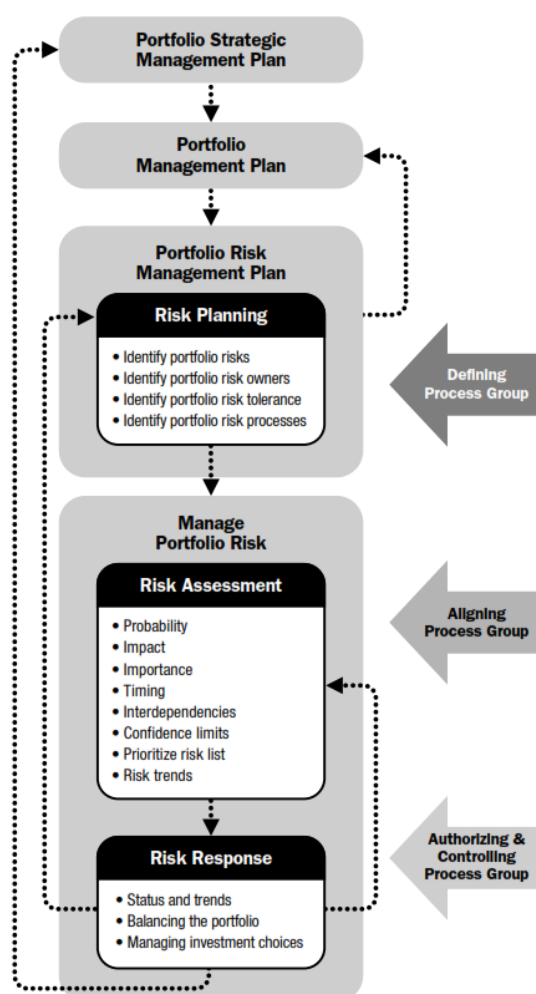 Portfolio Strategic
Management Plan
Portfolio
Management Plan
Portfolio Risk
Management Plan
Risk Planning
• Identify portfolio risks
• Identify portfolio risk owners
• Identify portfolio risk tolerance
• Identify portfolio risk processes
Defining
Process Group
Manage
Portfolio Risk
Risk Assessment
• Probability
• Impact
• Importance
• Timing
• Interdependencies
• Confidence limits
• Prioritize risk list
• Risk trends
Aligning
Process Group
Risk Response
• Status and trends
• Balancing the portfolio
• Managing investment choices
Authorizing &
Controlling
Process Group